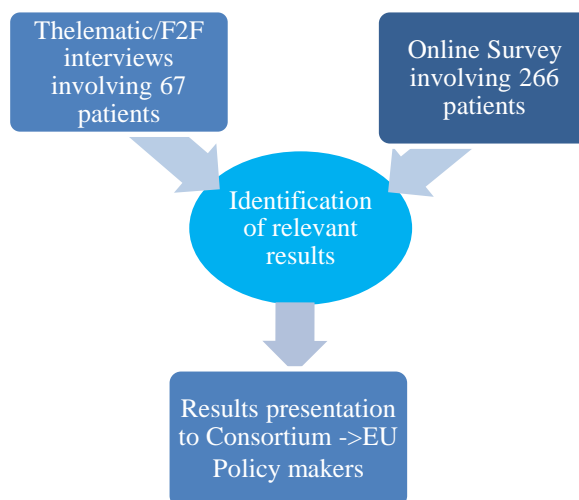 Thelematic/F2F
interviews
involving 67
patients
Online Survey
involving 266
patients
Identification
of relevant
results
Results presentation
to Consortium ->EU
Policy makers